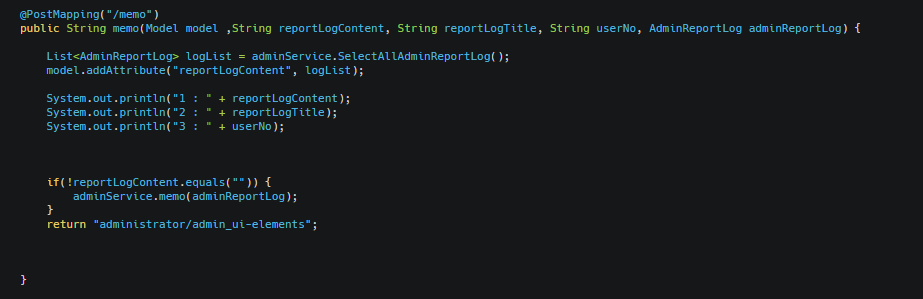 @PostMapping("/memo")
public String memo(Model model ,String reportLogContent, String reportLogTitle, String userNo, AdminReportLog adminReportLog) {
List<AdminReportLog> logList = adminService.SelectAllAdminReportLog();
model.addAttribute("reportLogContent", logList);
System.out.println("1 : " + reportLogContent);
System.out.println("2 : " + reportLogTitle);
System.out.println("3 : " + userNo);
if(!reportLogContent.equals("")) {
adminService.memo(adminReportLog);
}
return "administrator/admin_ui-elements";
}